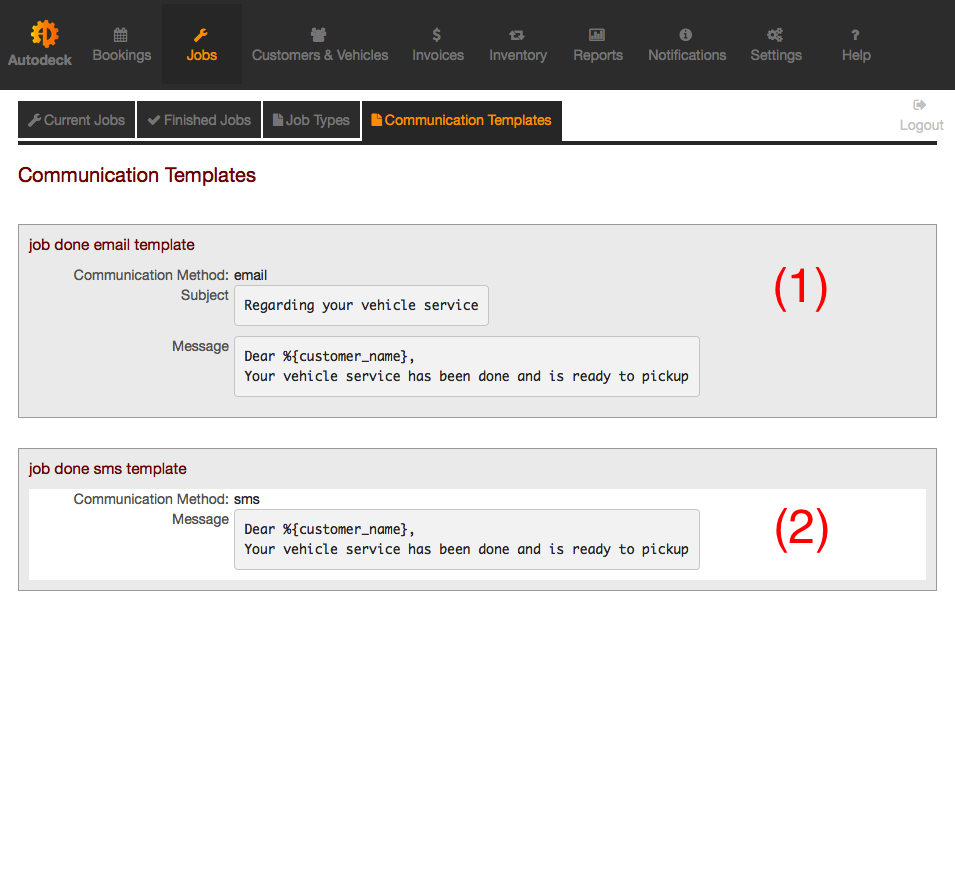 Autodeck
Bookings
Jobs
Customers & Vehicles
Invoices
Inventory
Reports
Notifications
Settings
? Help
Current Jobs
Finished Jobs
Job Types
Communication Templates
Logout
Communication Templates
job done email template
Communication Method: email
(1)
Subject
Regarding your vehicle service
Message
Dear %{customer_name},
Your vehicle service has been done and is ready to pickup
job done sms template
Communication Method: sms
(2)
Message
Dear %{customer_name},
Your vehicle service has been done and is ready to pickup